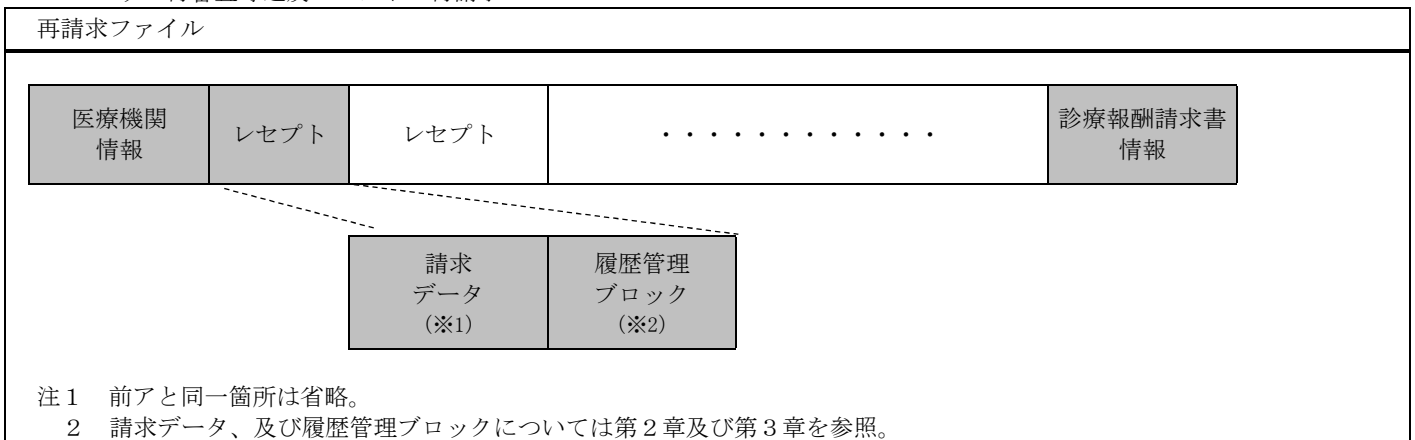 再請求ファイル
医療機関
情報
レセプト
レセプト
・・・・・・・・・・・・
診療報酬請求書
情報
請求
データ
(※1)
履歴管理
ブロック
(※2)
注1 前アと同一箇所は省略。
2 請求データ、及び履歴管理ブロックについては第2章及び第3章を参照。